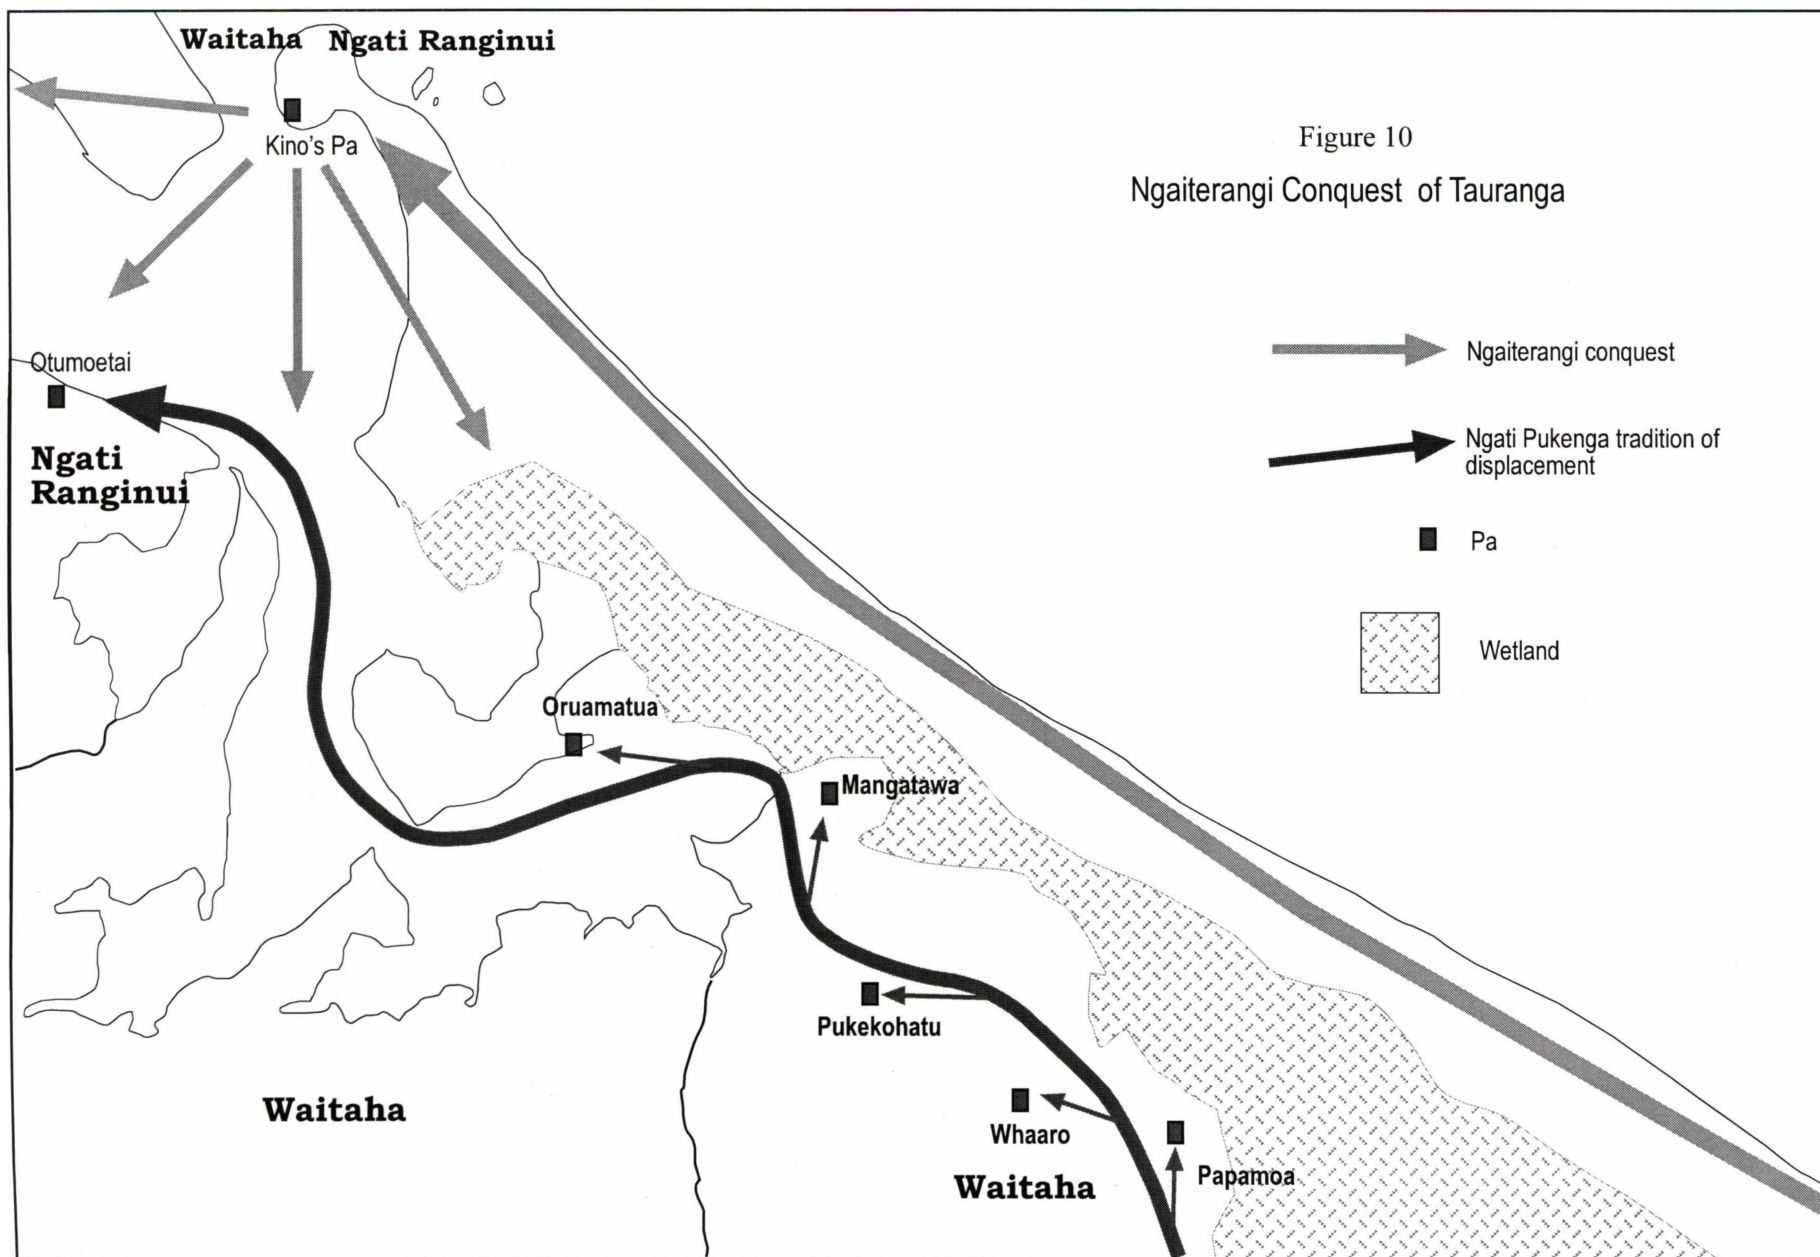 Waitaha Ngati Ranginui
Kino's Pa
Figure 10
Ngaiterangi Conquest of Tauranga
Ngaiterangi conquest
Ngati Pukenga tradition of
displacement
Pa
Wetland
Otumoetai
Ngati
Ranginui
Oruamatua
Mangatawa
Pukekohatu
Waitaha
Whaaro
Waitaha
Papamoa